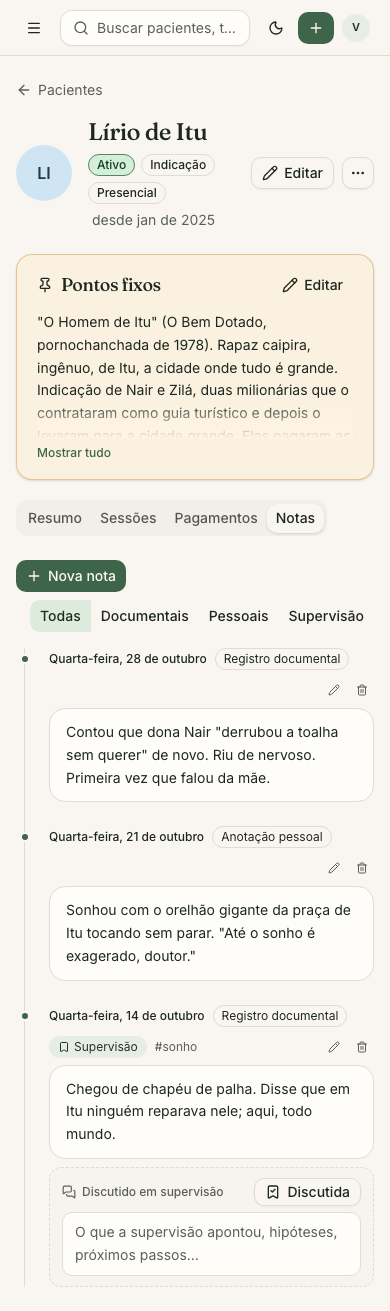 Buscar pacientes, t...
V
Pacientes
Lírio de Itu
LI
Ativo
Indicação
Presencial
desde jan de 2025
Editar
Pontos fixos
Editar
"O Homem de Itu" (O Bem Dotado,
pornochanchada de 1978). Rapaz caipira,
ingênuo, de Itu, a cidade onde tudo é grande.
Indicação de Nair e Zilá, duas milionárias que o
contrataram como guia turístico e depois o
levaram para a cidade grande. Elas pagaram as
Mostrar tudo
Resumo Sessões Pagamentos Notas
Nova nota
Todas Documentais Pessoais Supervisão
Quarta-feira, 28 de outubro Registro documental
Contou que dona Nair "derrubou a toalha
sem querer" de novo. Riu de nervoso.
Primeira vez que falou da mãe.
Quarta-feira, 21 de outubro Anotação pessoal
Sonhou com o orelhão gigante da praça de
Itu tocando sem parar. "Até o sonho é
exagerado, doutor."
Quarta-feira, 14 de outubro Registro documental
Supervisão #sonho
Chegou de chapéu de palha. Disse que em
Itu ninguém reparava nele; aqui, todo
mundo.
Discutido em supervisão Discutida
O que a supervisão apontou, hipóteses,
próximos passos...